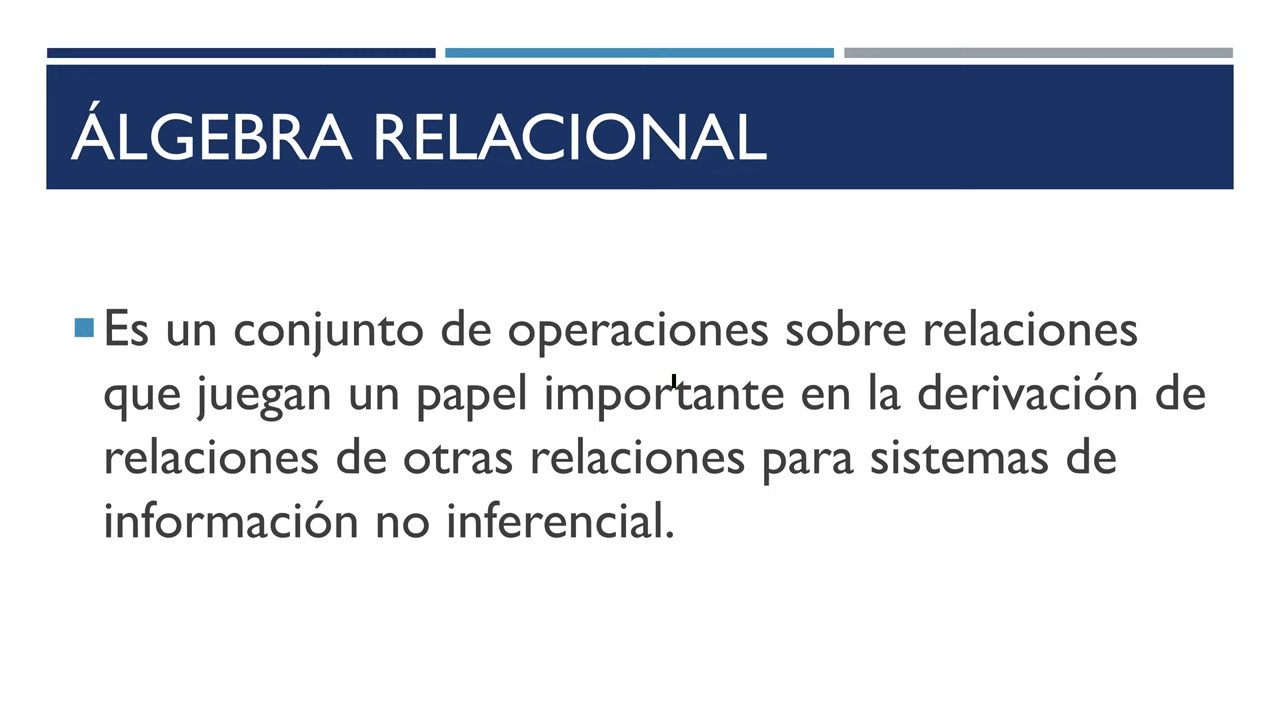 ÁLGEBRA RELACIONAL
Es un conjunto de operaciones sobre relaciones
que juegan un papel importante en la derivación de
relaciones de otras relaciones para sistemas de
información no inferencial.